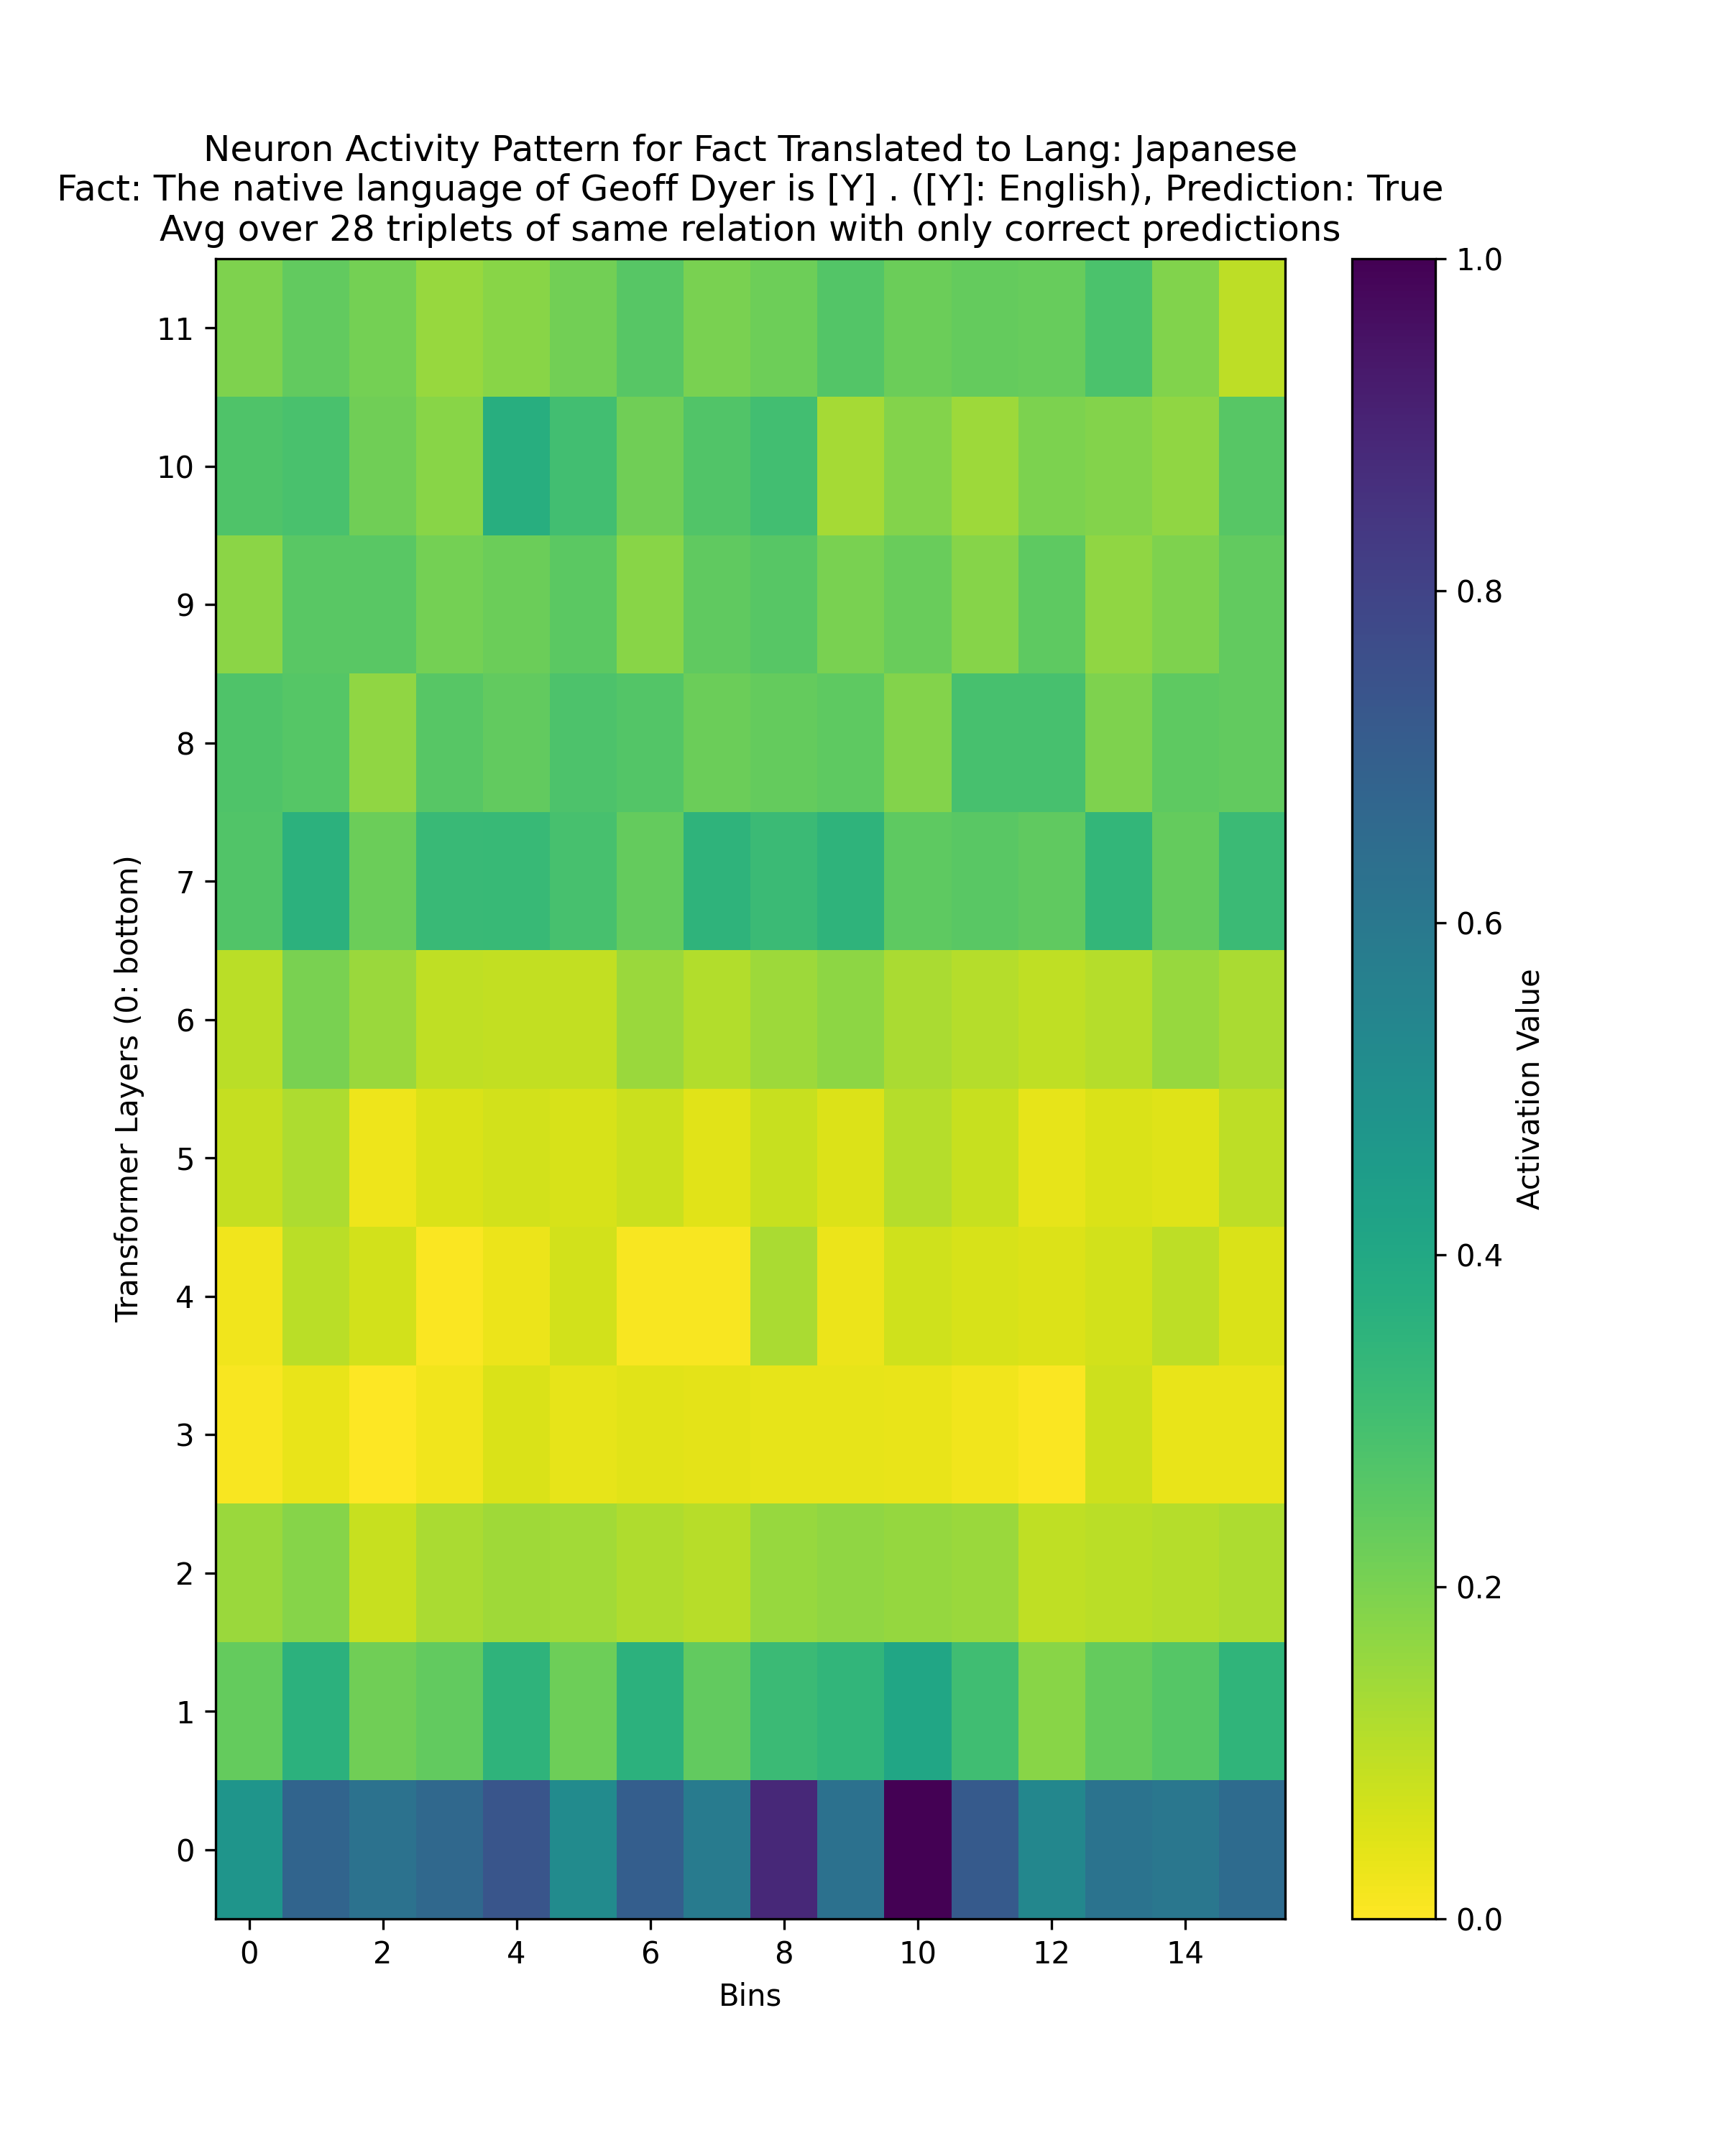 Neuron Activity Pattern for Fact Translated to Lang: Japanese
Fact: The native language of Geoff Dyer is [Y] . ([Y]: English), Prediction: True
Avg over 28 triplets of same relation with only correct predictions
11
10
9
8
7
6
5
4
3
2
1
0
Transformer Layers (0: bottom)
0 2 4 6 8 10 12 14
Bins
1.0
0.8
0.6
0.4
0.2
0.0
Activation Value